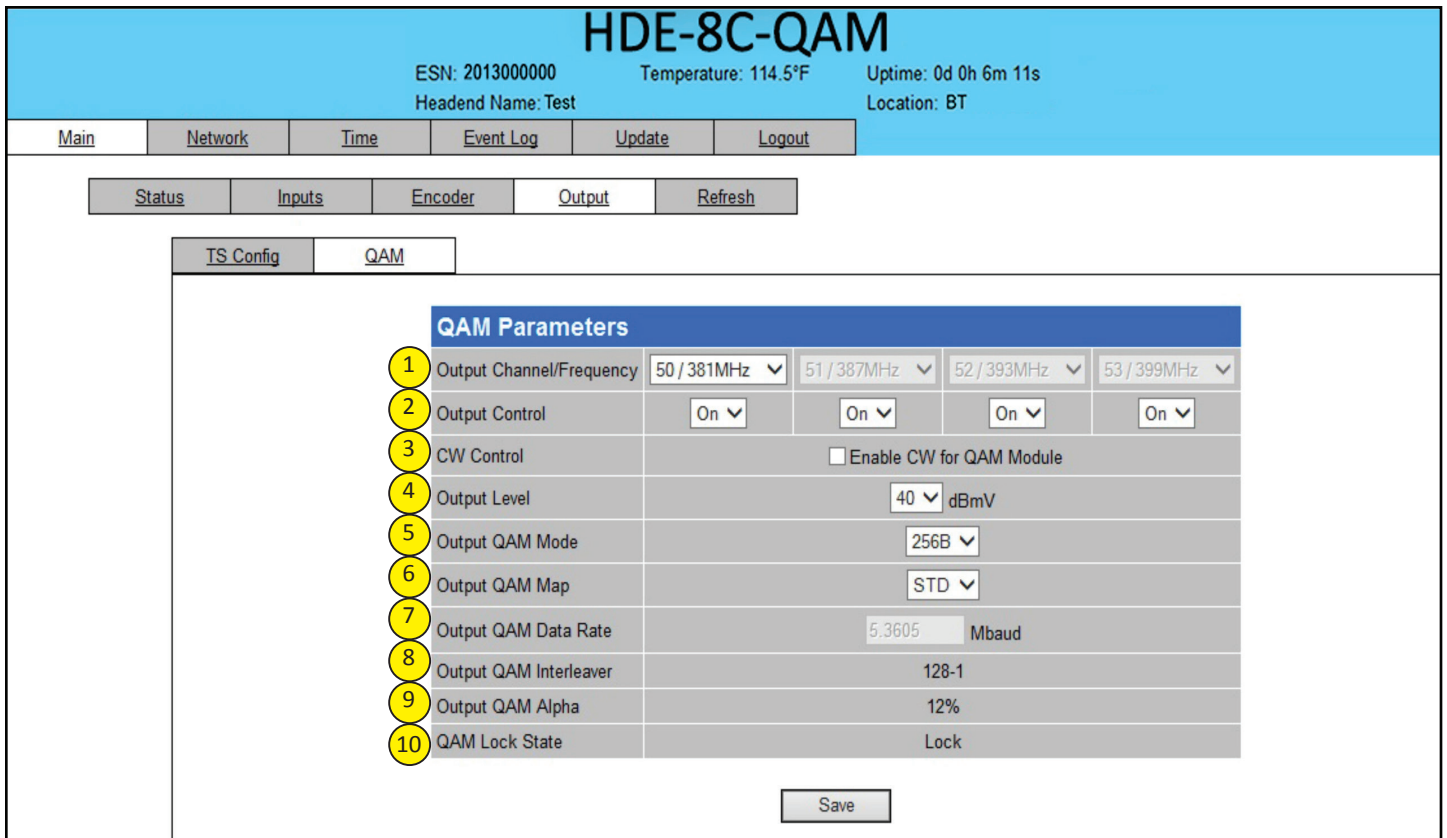 HDE-8C-QAM
ESN: 2013000000 Temperature: 114.5°F Uptime: 0d 0h 6m 11s
Headend Name: Test Location: BT
Main Network Time Event Log Update Logout
Status Inputs Encoder Output Refresh
TS Config QAM
QAM Parameters
1 Output Channel/Frequency 50 / 381MHz 51 / 387MHz 52 / 393MHz 53 / 399MHz
2 Output Control On On On On
3 CW Control Enable CW for QAM Module
4 Output Level 40 dBmV
5 Output QAM Mode 256B
6 Output QAM Map STD
7 Output QAM Data Rate 5.3605 Mbaud
8 Output QAM Interleaver 128-1
9 Output QAM Alpha 12%
10 QAM Lock State Lock
Save